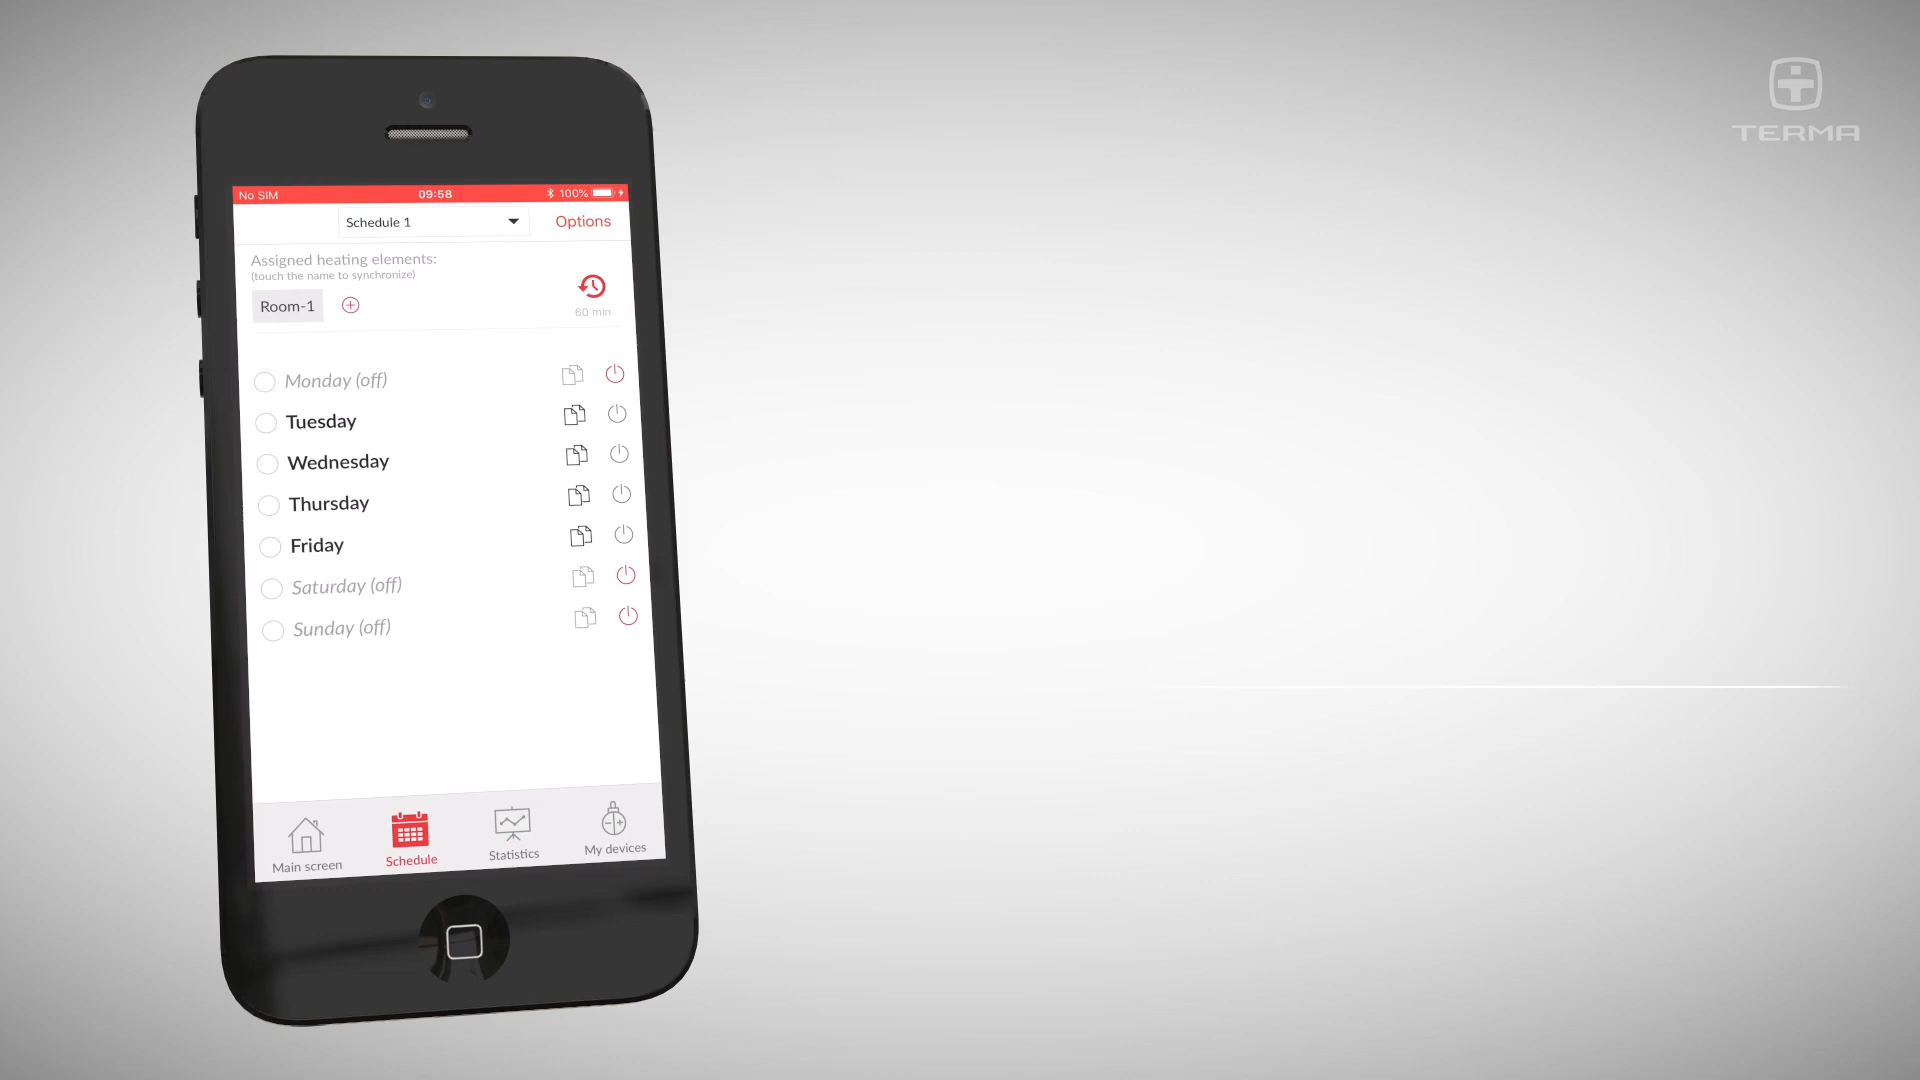 No SIM 09:58 100%
Schedule 1 Options
Assigned heating elements:
(touch the name to synchronize)
Room-1
60 min
Monday (off)
Tuesday
Wednesday
Thursday
Friday
Saturday (off)
Sunday (off)
Main screen Schedule Statistics My devices
TERMA